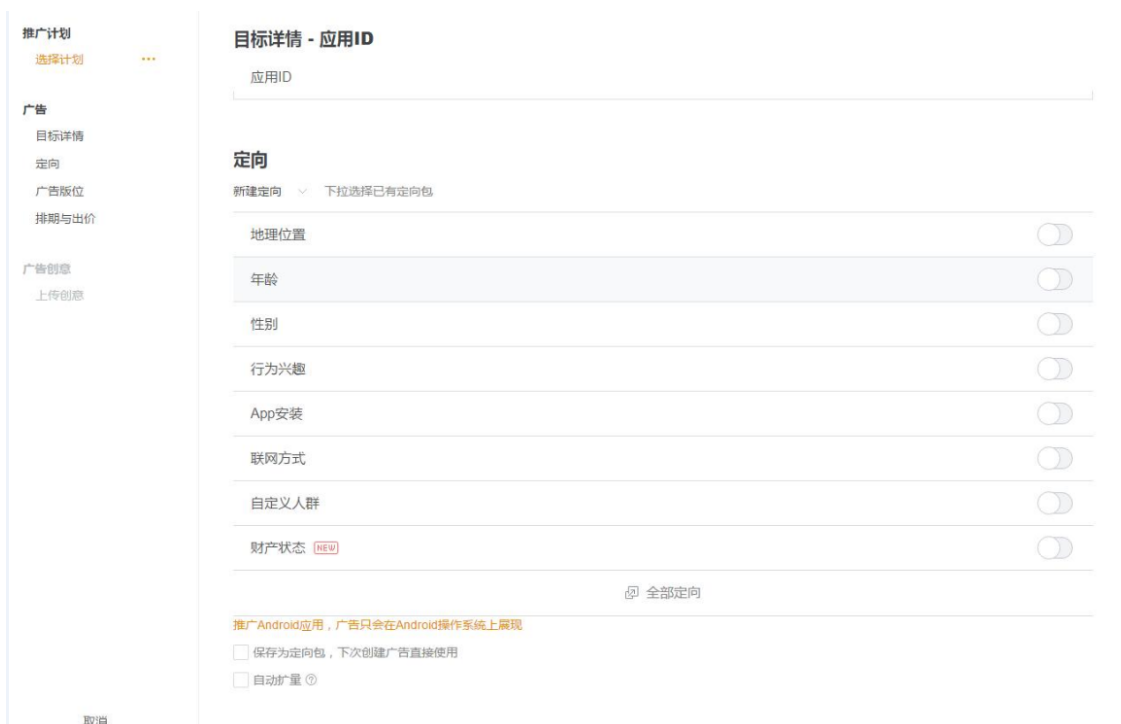 推广计划
选择计划 •••
广告
目标详情
定向
广告版位
排期与出价
广告创意
上传创意
取消
目标详情 - 应用ID
应用ID
定向
新建定向 下拉选择已有定向包
地理位置
年龄
性别
行为兴趣
App安装
联网方式
自定义人群
财产状态 NEW
全部定向
推广Android应用，广告只会在Android操作系统上展现
保存为定向包，下次创建广告直接使用
自动扩量 ?